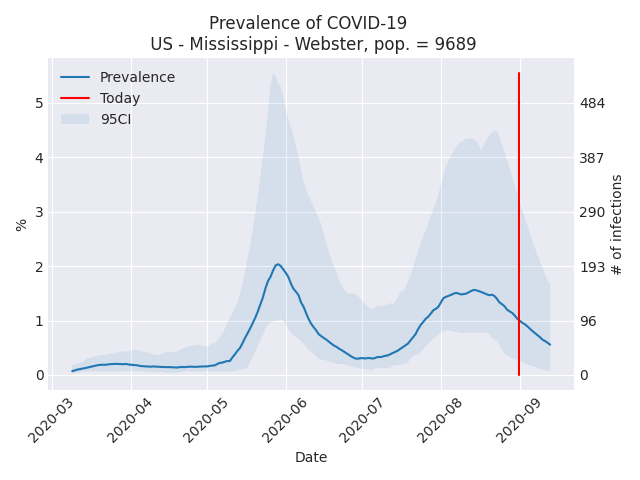 Prevalence of COVID-19
US - Mississippi - Webster, pop. = 9689
Prevalence
Today
95CI
%
5
4
3
2
1
0
484
387
290
193
96
0
# of infections
2020-03
2020-04
2020-05
2020-06
2020-07
2020-08
2020-09
Date